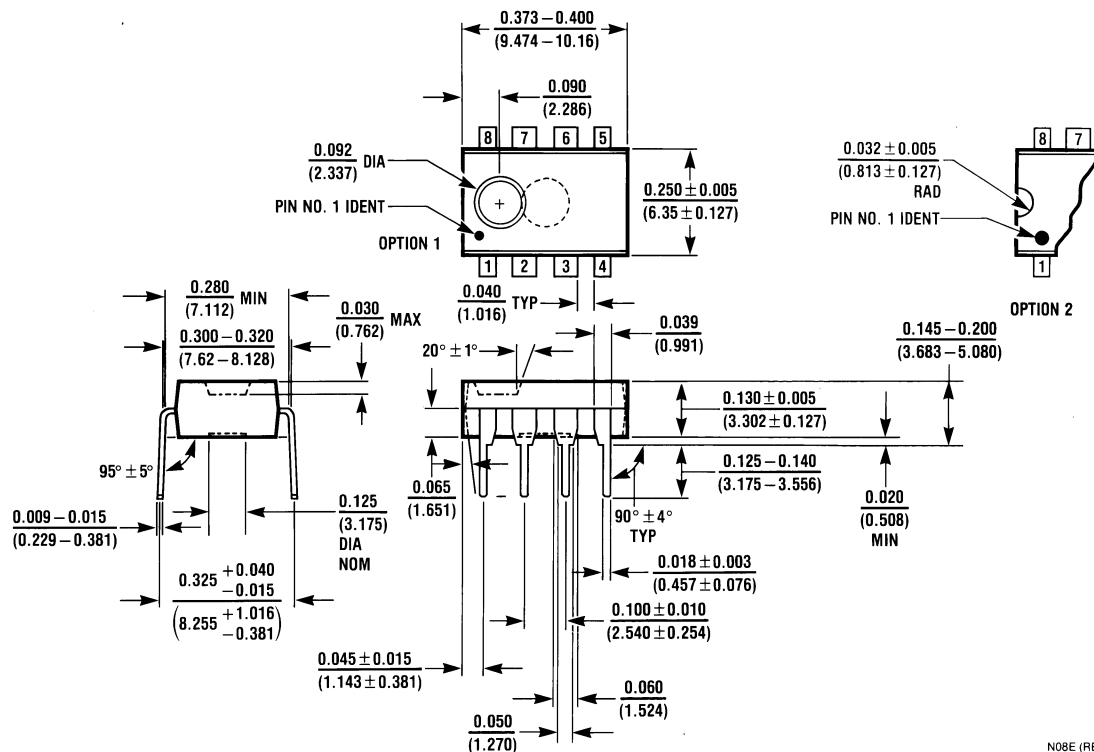 0.373 – 0.400
(9.474 – 10.16)
0.090
(2.286)
8 7 6 5
0.092 DIA
(2.337)
PIN NO. 1 IDENT
OPTION 1
0.250 ± 0.005
(6.35 ± 0.127)
1 2 3 4
0.032 ± 0.005
(0.813 ± 0.127)
RAD
PIN NO. 1 IDENT
8 7
1
OPTION 2
0.280 MIN
(7.112)
0.300 – 0.320
(7.62 – 8.128)
0.030 MAX
(0.762)
0.040 TYP
(1.016)
0.039
(0.991)
20° ± 1°
0.145 – 0.200
(3.683 – 5.080)
0.130 ± 0.005
(3.302 ± 0.127)
0.125 – 0.140
(3.175 – 3.556)
0.020
(0.508)
MIN
95° ± 5°
0.065
(1.651)
90° ± 4°
TYP
0.009 – 0.015
(0.229 – 0.381)
0.125
(3.175)
DIA
NOM
0.018 ± 0.003
(0.457 ± 0.076)
0.325 +0.040
−0.015
(8.255 +1.016
−0.381)
0.100 ± 0.010
(2.540 ± 0.254)
0.045 ± 0.015
(1.143 ± 0.381)
0.060
(1.524)
0.050
(1.270)
N08E (RE